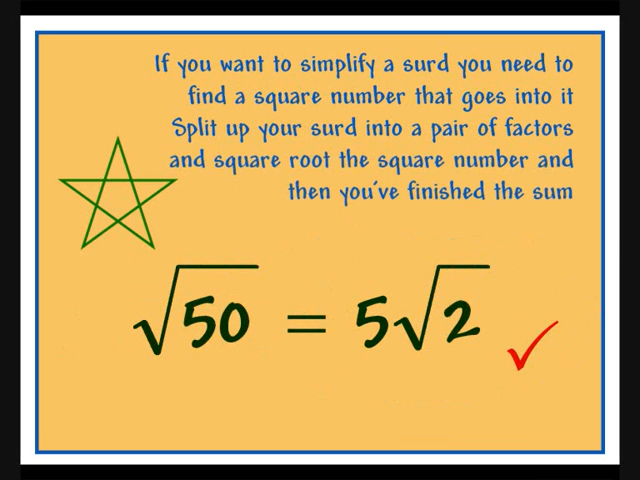 If you want to simplify a surd you need to
find a square number that goes into it
Split up your surd into a pair of factors
and square root the square number and
then you've finished the sum
√50 = 5√2